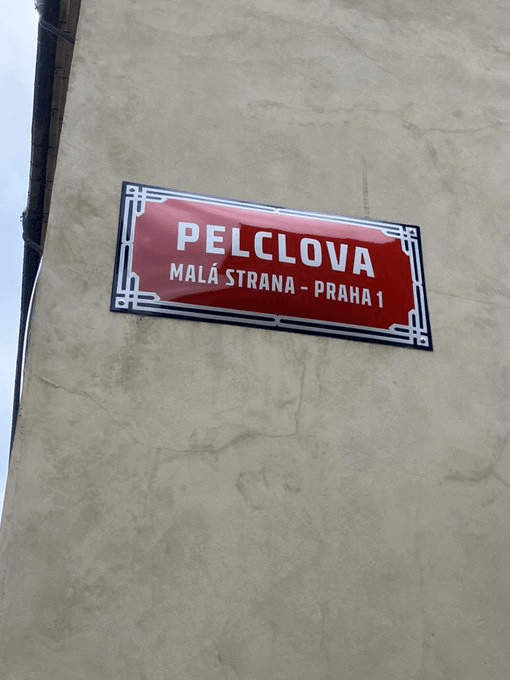 PELCLOVA
MALÁ STRANA - PRAHA 1